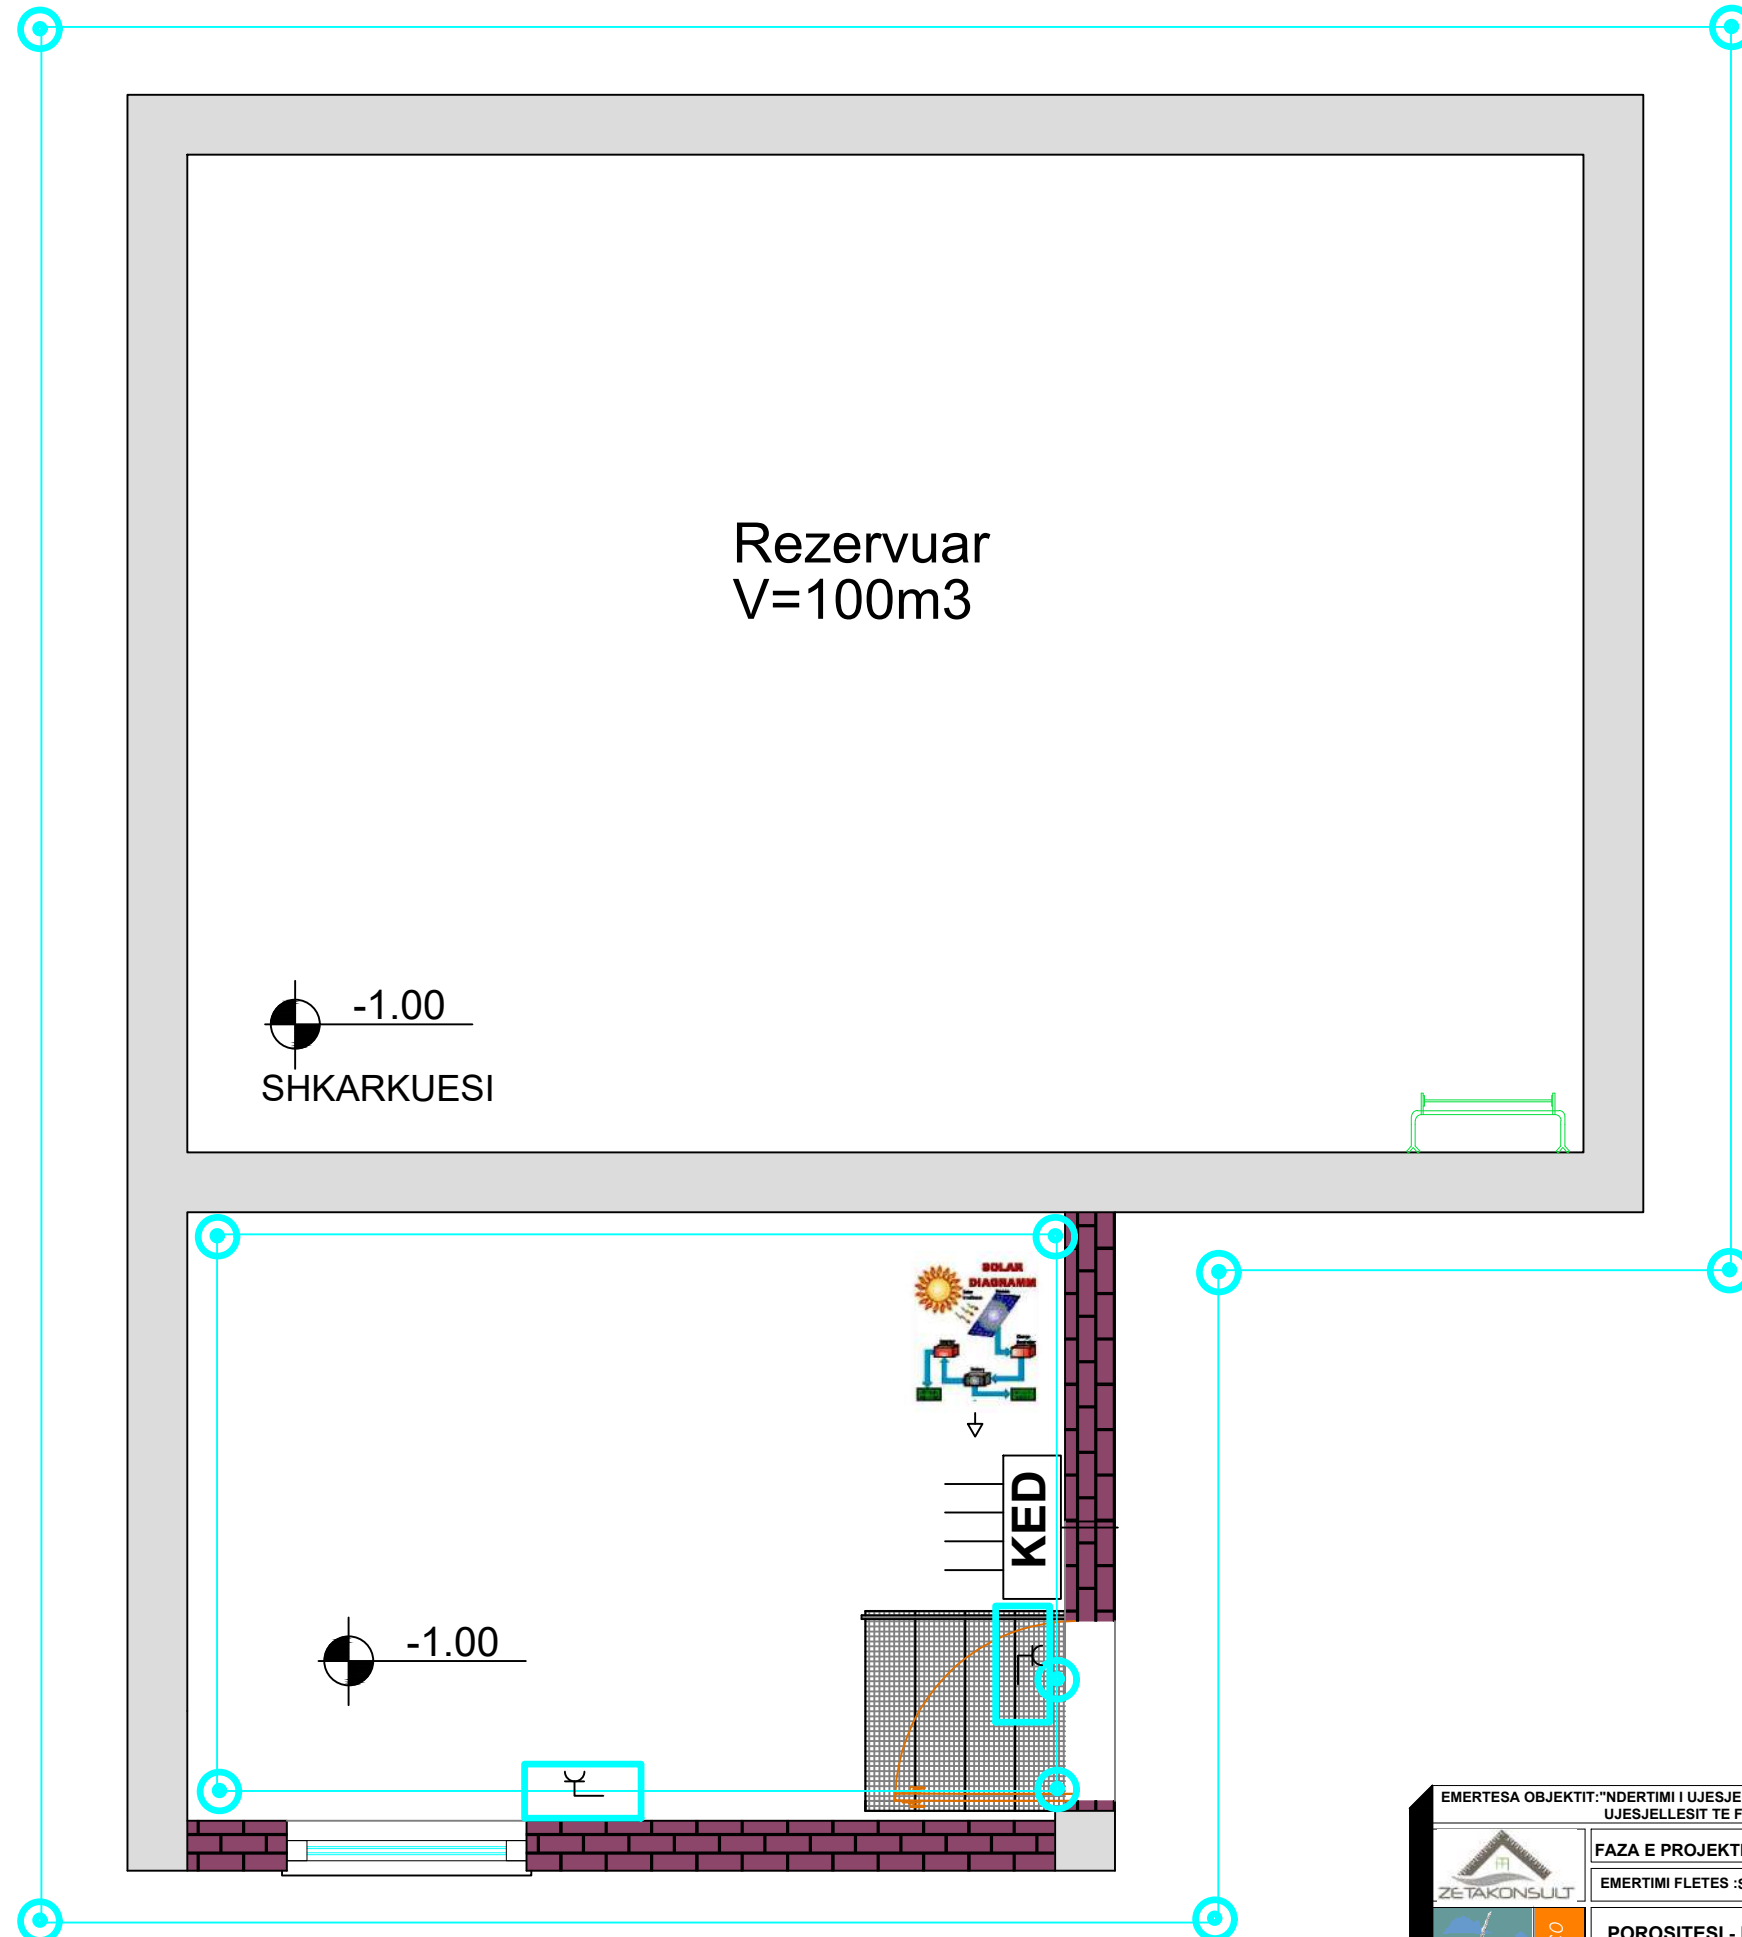 Rezervuar
V=100m3
-1.00
SHKARKUESI
SOLAR
DIAGRAMM
KED
-1.00
EMERTESA OBJEKTIT:"NDERTIMI I UJESJE
UJESJELLESIT TE F
FAZA E PROJEKTI
EMERTIMI FLETES :S
ZETAKONSULT
POROSITESI -